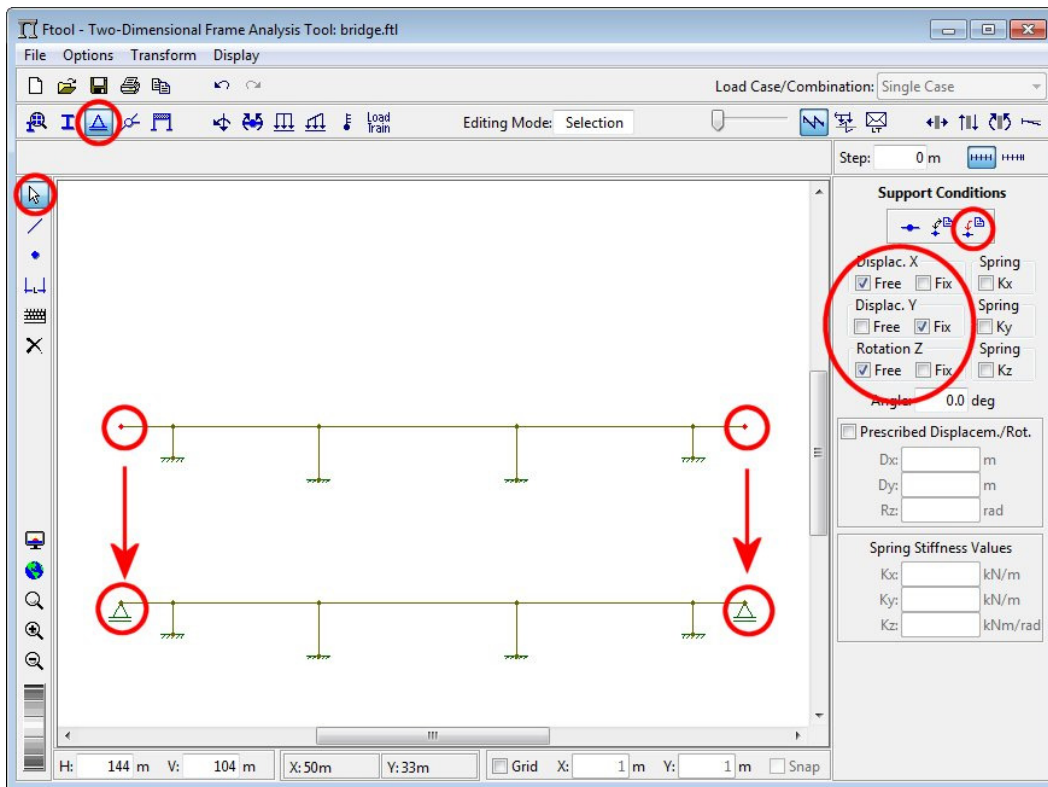 Ftool - Two-Dimensional Frame Analysis Tool: bridge.ftl
File Options Transform Display
Load Case/Combination: Single Case
Load Train Editing Mode: Selection
Step: 0 m
Support Conditions
Displac. X Spring
Free Fix Kx
Displac. Y Spring
Free Fix Ky
Rotation Z Spring
Free Fix Kz
Angle: 0.0 deg
Prescribed Displacem./Rot.
Dx: m
Dy: m
Rz: rad
Spring Stiffness Values
Kx: kN/m
Ky: kN/m
Kz: kNm/rad
H: 144 m V: 104 m X: 50m Y: 33m Grid X: 1 m Y: 1 m Snap